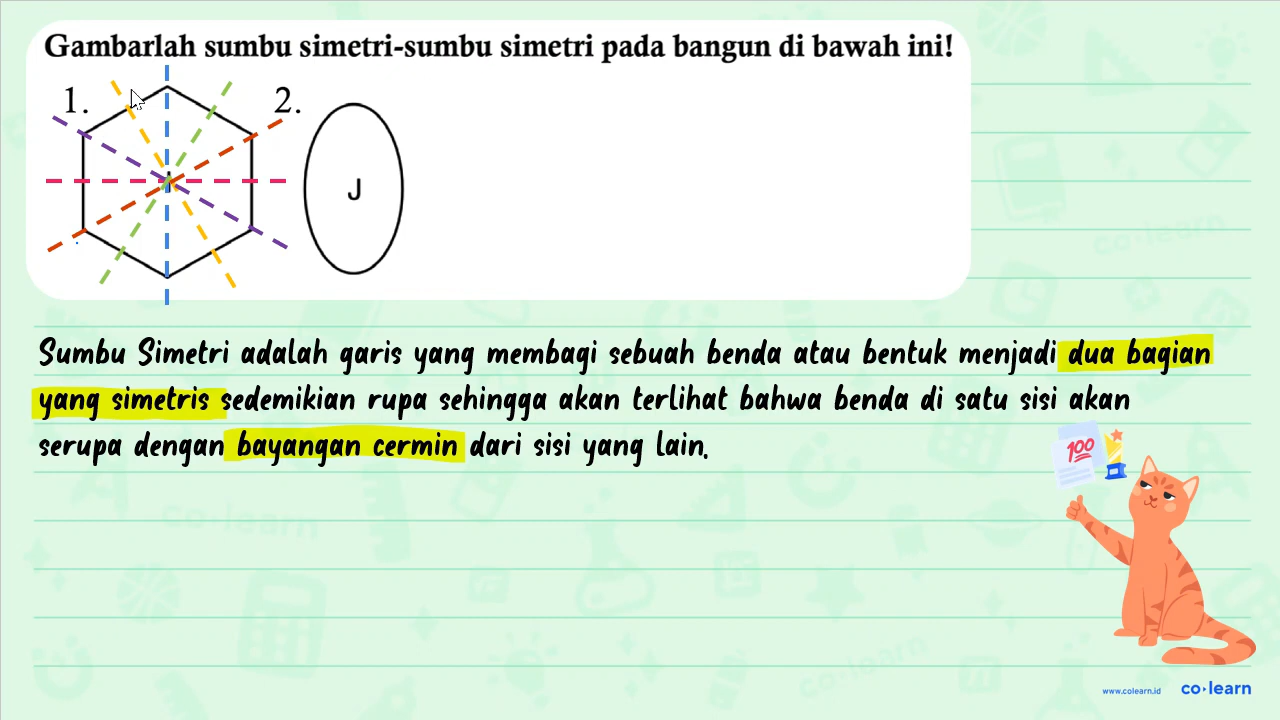 Gambarlah sumbu simetri-sumbu simetri pada bangun di bawah ini!
1.
2.
J
Sumbu Simetri adalah garis yang membagi sebuah benda atau bentuk menjadi dua bagian
yang simetris sedemikian rupa sehingga akan terlihat bahwa benda di satu sisi akan
serupa dengan bayangan cermin dari sisi yang lain.
100
www.colearn.id
co·learn